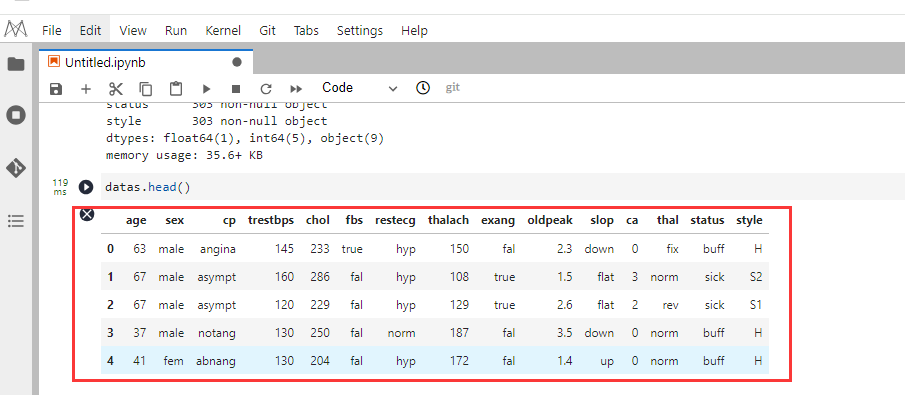 File Edit View Run Kernel Git Tabs Settings Help
Untitled.ipynb
Code git
status 303 non-null object
style 303 non-null object
dtypes: float64(1), int64(5), object(9)
memory usage: 35.6+ KB
119
ms
datas.head()
age sex cp trestbps chol fbs restecg thalach exang oldpeak slop ca thal status style
0 63 male angina 145 233 true hyp 150 fal 2.3 down 0 fix buff H
1 67 male asympt 160 286 fal hyp 108 true 1.5 flat 3 norm sick S2
2 67 male asympt 120 229 fal hyp 129 true 2.6 flat 2 rev sick S1
3 37 male notang 130 250 fal norm 187 fal 3.5 down 0 norm buff H
4 41 fem abnang 130 204 fal hyp 172 fal 1.4 up 0 norm buff H